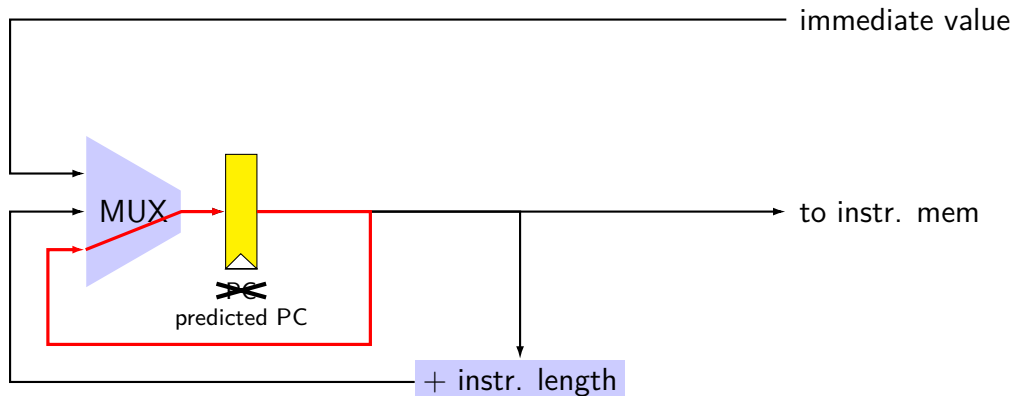 immediate value
MUX
to instr. mem
PC
predicted PC
+ instr. length